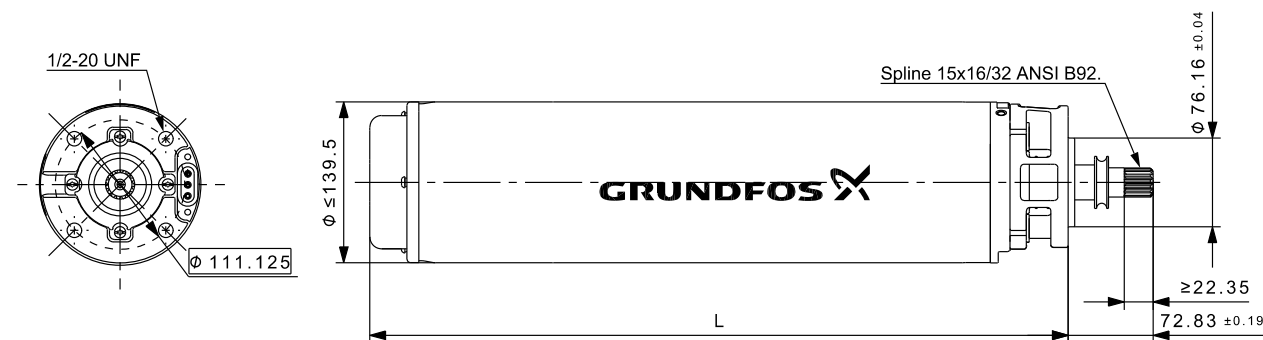 1/2-20 UNF
Φ 111.125
Φ ≤139.5
GRUNDFOS
Spline 15x16/32 ANSI B92.
Φ 76.16 ±0.04
≥22.35
L
72.83 ±0.19